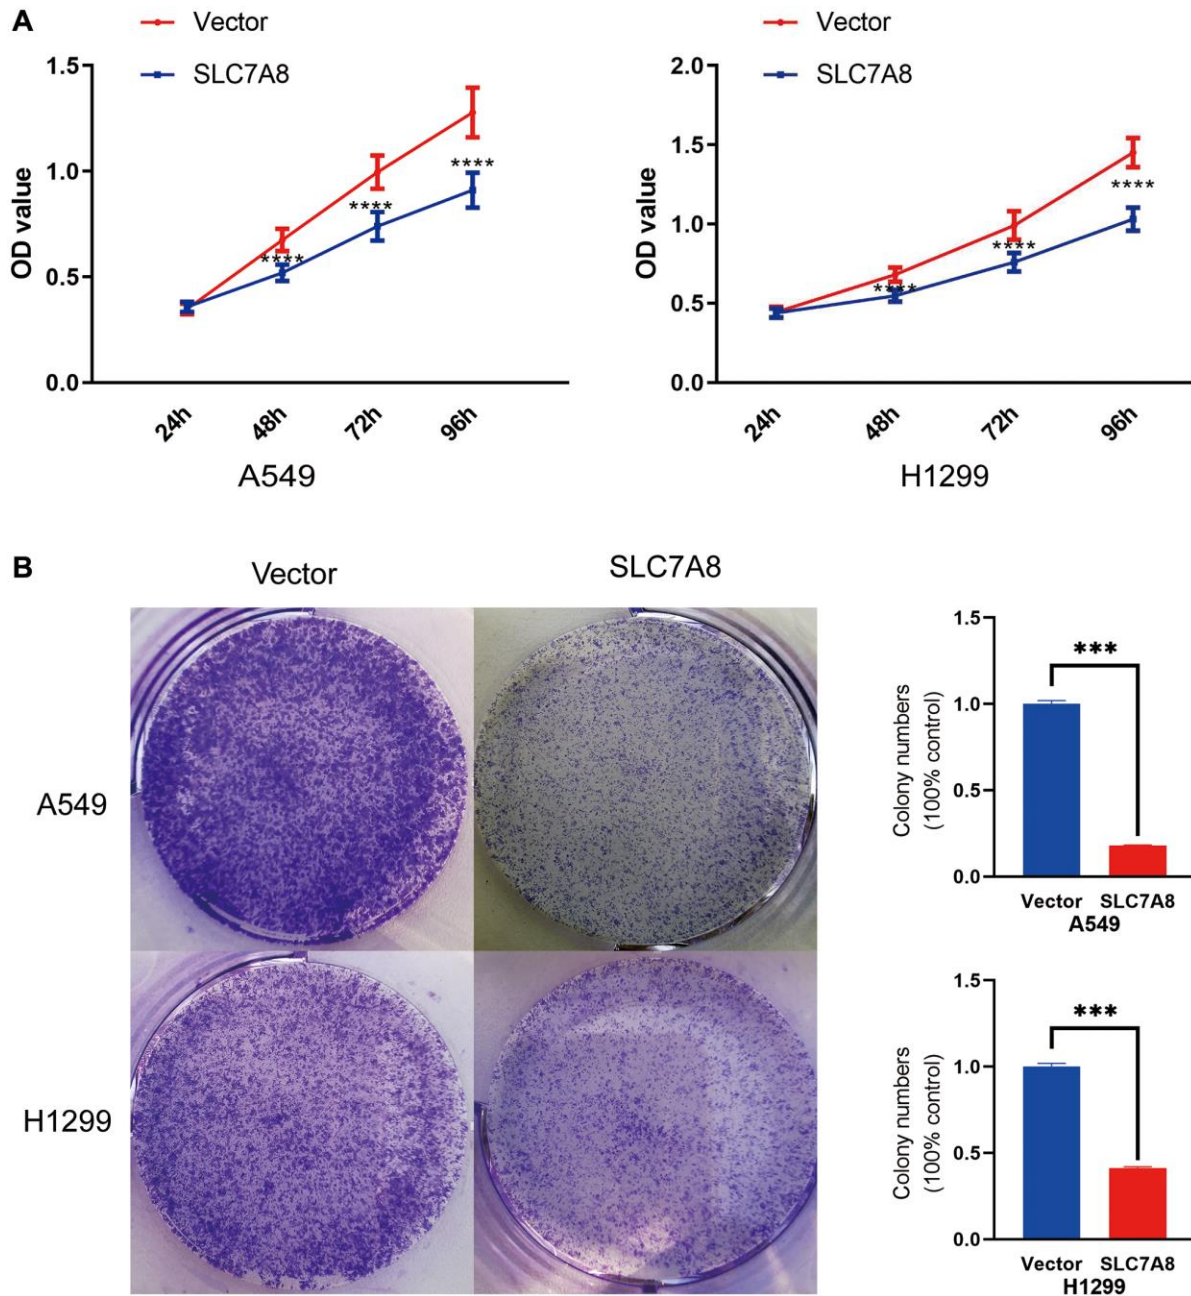 A
Vector
SLC7A8
1.5
1.0
0.5
0.0
OD value
****
****
****
24h
48h
72h
96h
A549
Vector
SLC7A8
2.0
1.5
1.0
0.5
0.0
OD value
****
****
****
24h
48h
72h
96h
H1299
B
Vector
SLC7A8
A549
H1299
1.5
1.0
0.5
0.0
Colony numbers
(100% control)
***
Vector SLC7A8
A549
1.5
1.0
0.5
0.0
Colony numbers
(100% control)
***
Vector SLC7A8
H1299